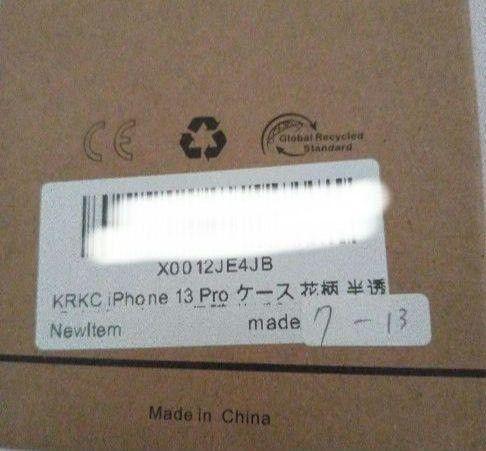 CE
Global Recycled
Standard
X0012JE4JB
KRKC iPhone 13 Pro ケース 花柄 半透
NewItem
made 7-13
Made in China